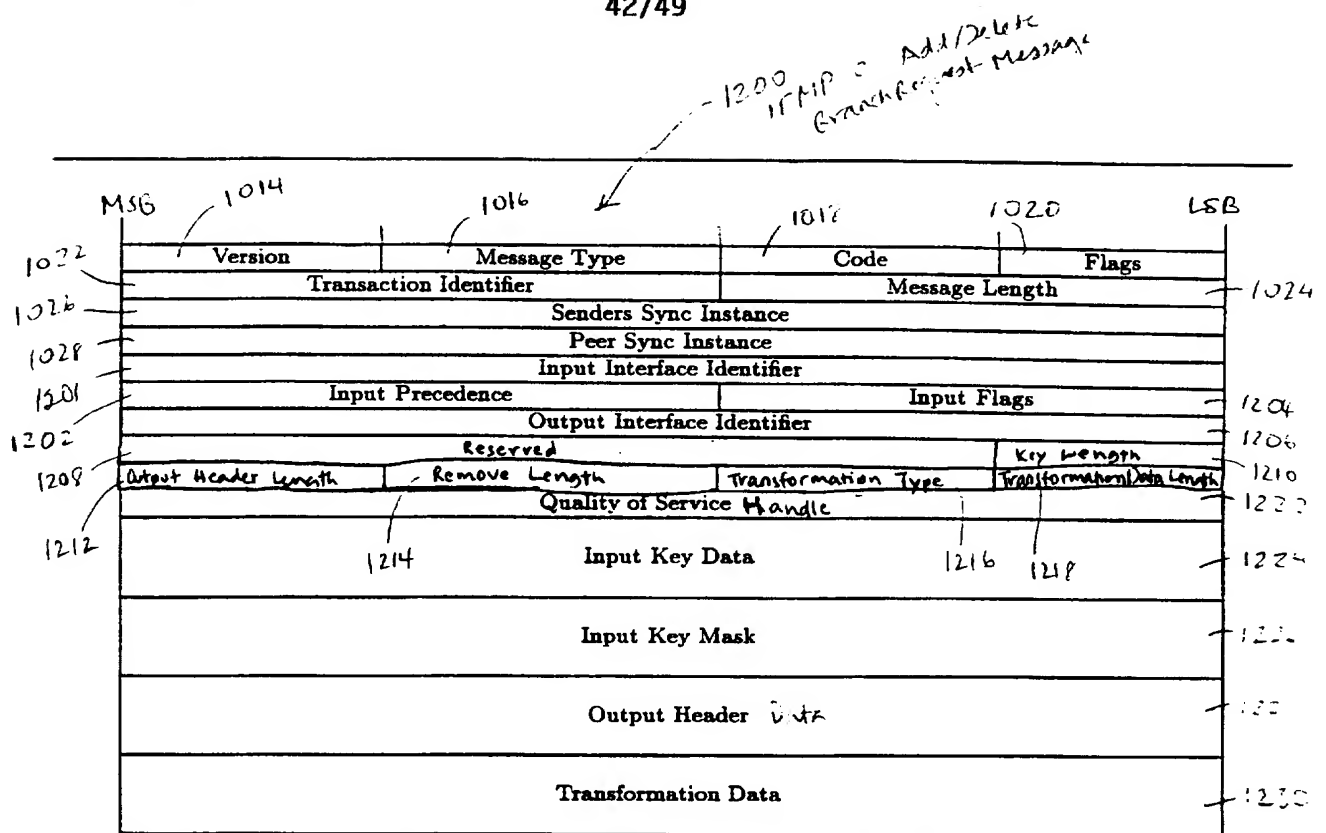 42/49
1200
Add/Delete
Branch Request Message
MSB 1014 1016 1018 1020 LSB
1022 Version Message Type Code Flags
Transaction Identifier Message Length 1024
1026 Senders Sync Instance
1028 Peer Sync Instance
1201 Input Interface Identifier
1202 Input Precedence Input Flags 1204
Output Interface Identifier 1206
1208 Reserved Key Length 1210
1212 Output Header Length Remove Length Transformation Type Transformation Data Length
Quality of Service Handle
1214 Input Key Data 1216 1218
Input Key Mask
Output Header Data
Transformation Data 1230